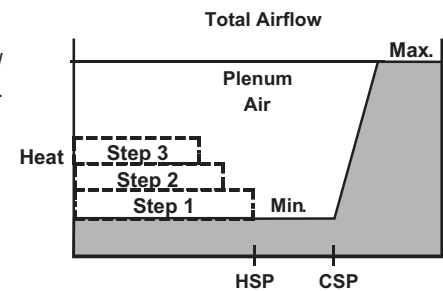 Total Airflow
Max.
Plenum
Air
Heat
Step 3
Step 2
Step 1
Min.
HSP
CSP